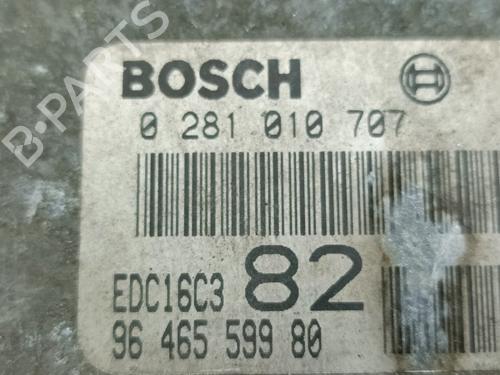 BOSCH
0 281 010 707
EDC16C3 82
96 465 599 80
B-Parts